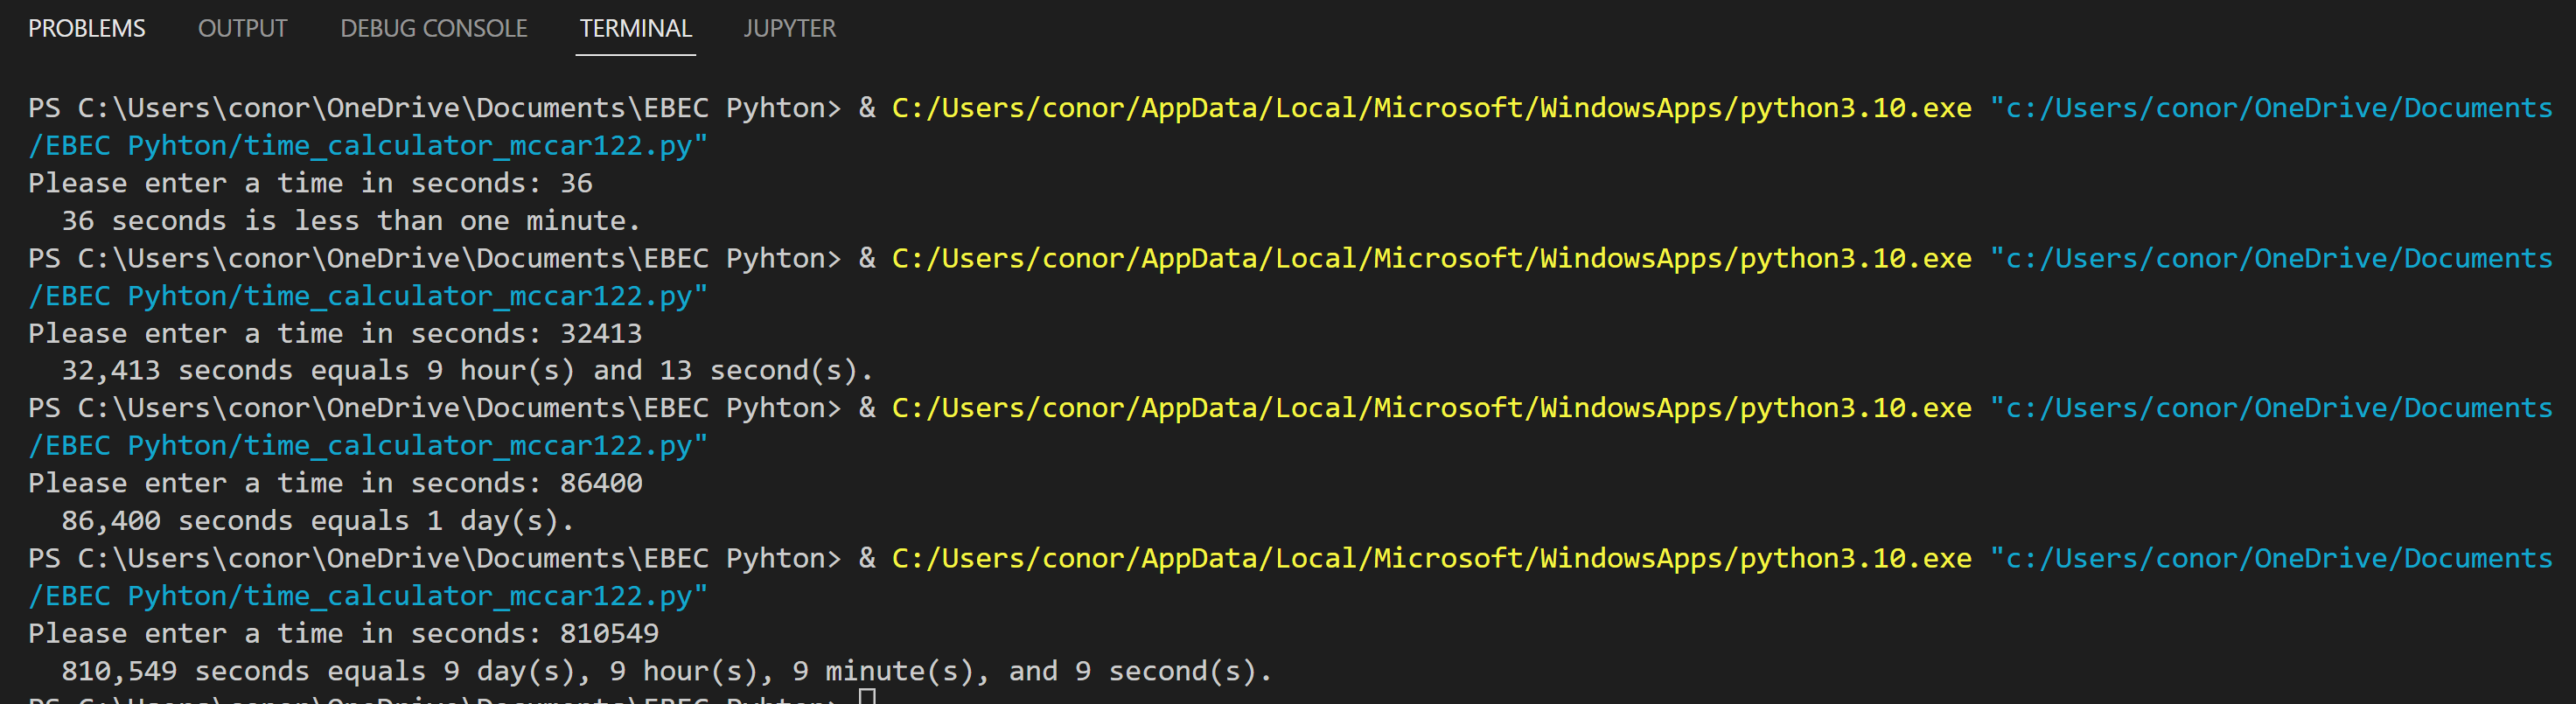 PROBLEMS OUTPUT DEBUG CONSOLE TERMINAL JUPYTER
PS C:\Users\conor\OneDrive\Documents\EBEC Pyhton> & C:/Users/conor/AppData/Local/Microsoft/WindowsApps/python3.10.exe "c:/Users/conor/OneDrive/Documents
/EBEC Pyhton/time_calculator_mccar122.py"
Please enter a time in seconds: 36
  36 seconds is less than one minute.
PS C:\Users\conor\OneDrive\Documents\EBEC Pyhton> & C:/Users/conor/AppData/Local/Microsoft/WindowsApps/python3.10.exe "c:/Users/conor/OneDrive/Documents
/EBEC Pyhton/time_calculator_mccar122.py"
Please enter a time in seconds: 32413
  32,413 seconds equals 9 hour(s) and 13 second(s).
PS C:\Users\conor\OneDrive\Documents\EBEC Pyhton> & C:/Users/conor/AppData/Local/Microsoft/WindowsApps/python3.10.exe "c:/Users/conor/OneDrive/Documents
/EBEC Pyhton/time_calculator_mccar122.py"
Please enter a time in seconds: 86400
  86,400 seconds equals 1 day(s).
PS C:\Users\conor\OneDrive\Documents\EBEC Pyhton> & C:/Users/conor/AppData/Local/Microsoft/WindowsApps/python3.10.exe "c:/Users/conor/OneDrive/Documents
/EBEC Pyhton/time_calculator_mccar122.py"
Please enter a time in seconds: 810549
  810,549 seconds equals 9 day(s), 9 hour(s), 9 minute(s), and 9 second(s).
PS C:\Users\conor\OneDrive\Documents\EBEC Pyhton>